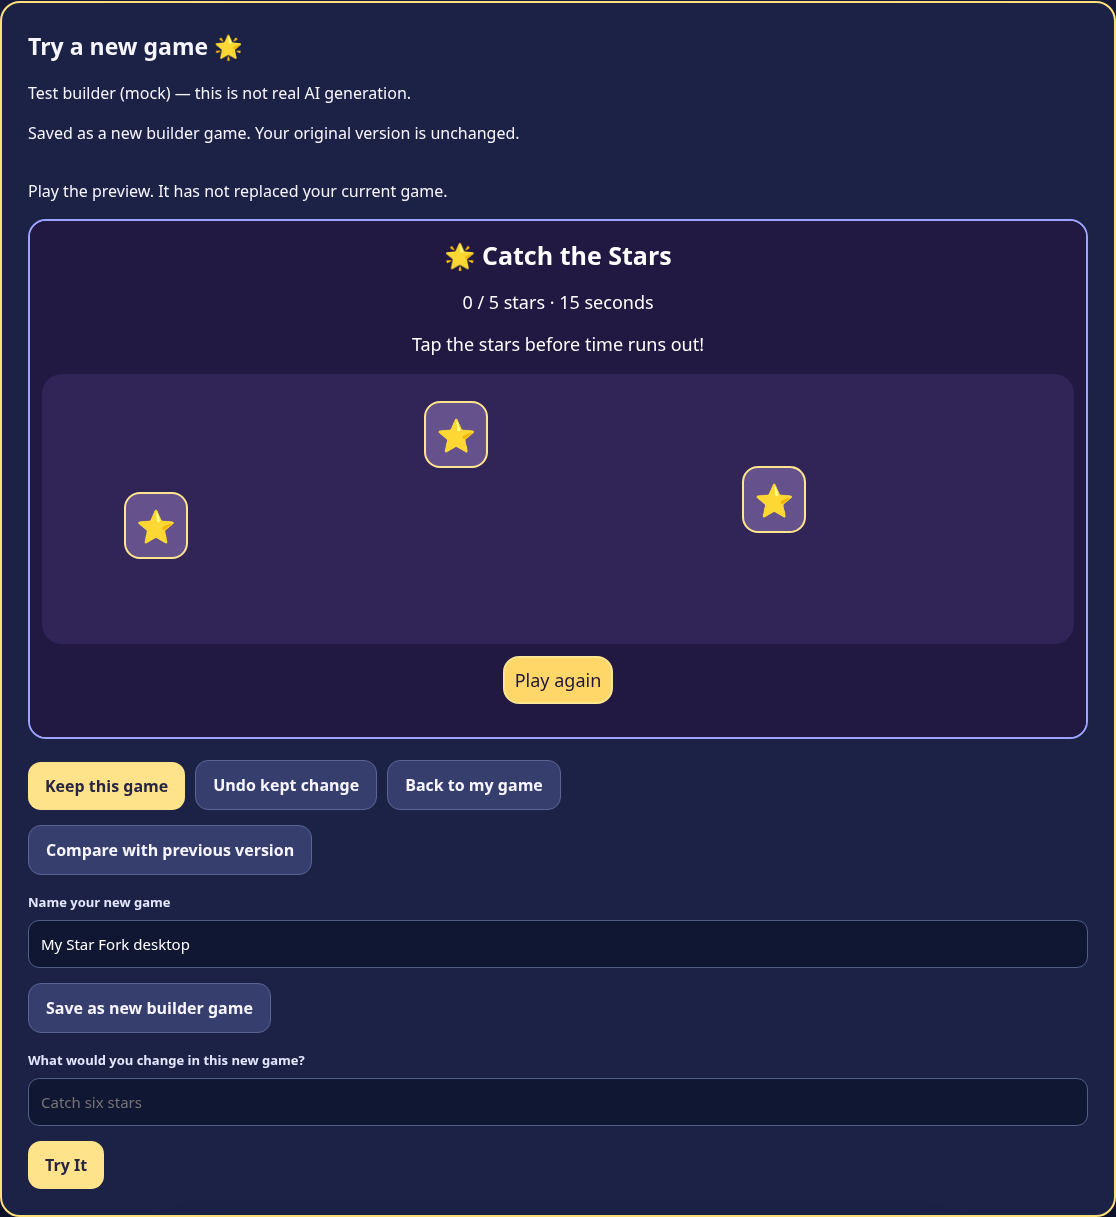 Try a new game 🌟
Test builder (mock) — this is not real AI generation.
Saved as a new builder game. Your original version is unchanged.
Play the preview. It has not replaced your current game.
🌟 Catch the Stars
0 / 5 stars · 15 seconds
Tap the stars before time runs out!
Play again
Keep this game Undo kept change Back to my game
Compare with previous version
Name your new game
My Star Fork desktop
Save as new builder game
What would you change in this new game?
Catch six stars
Try It